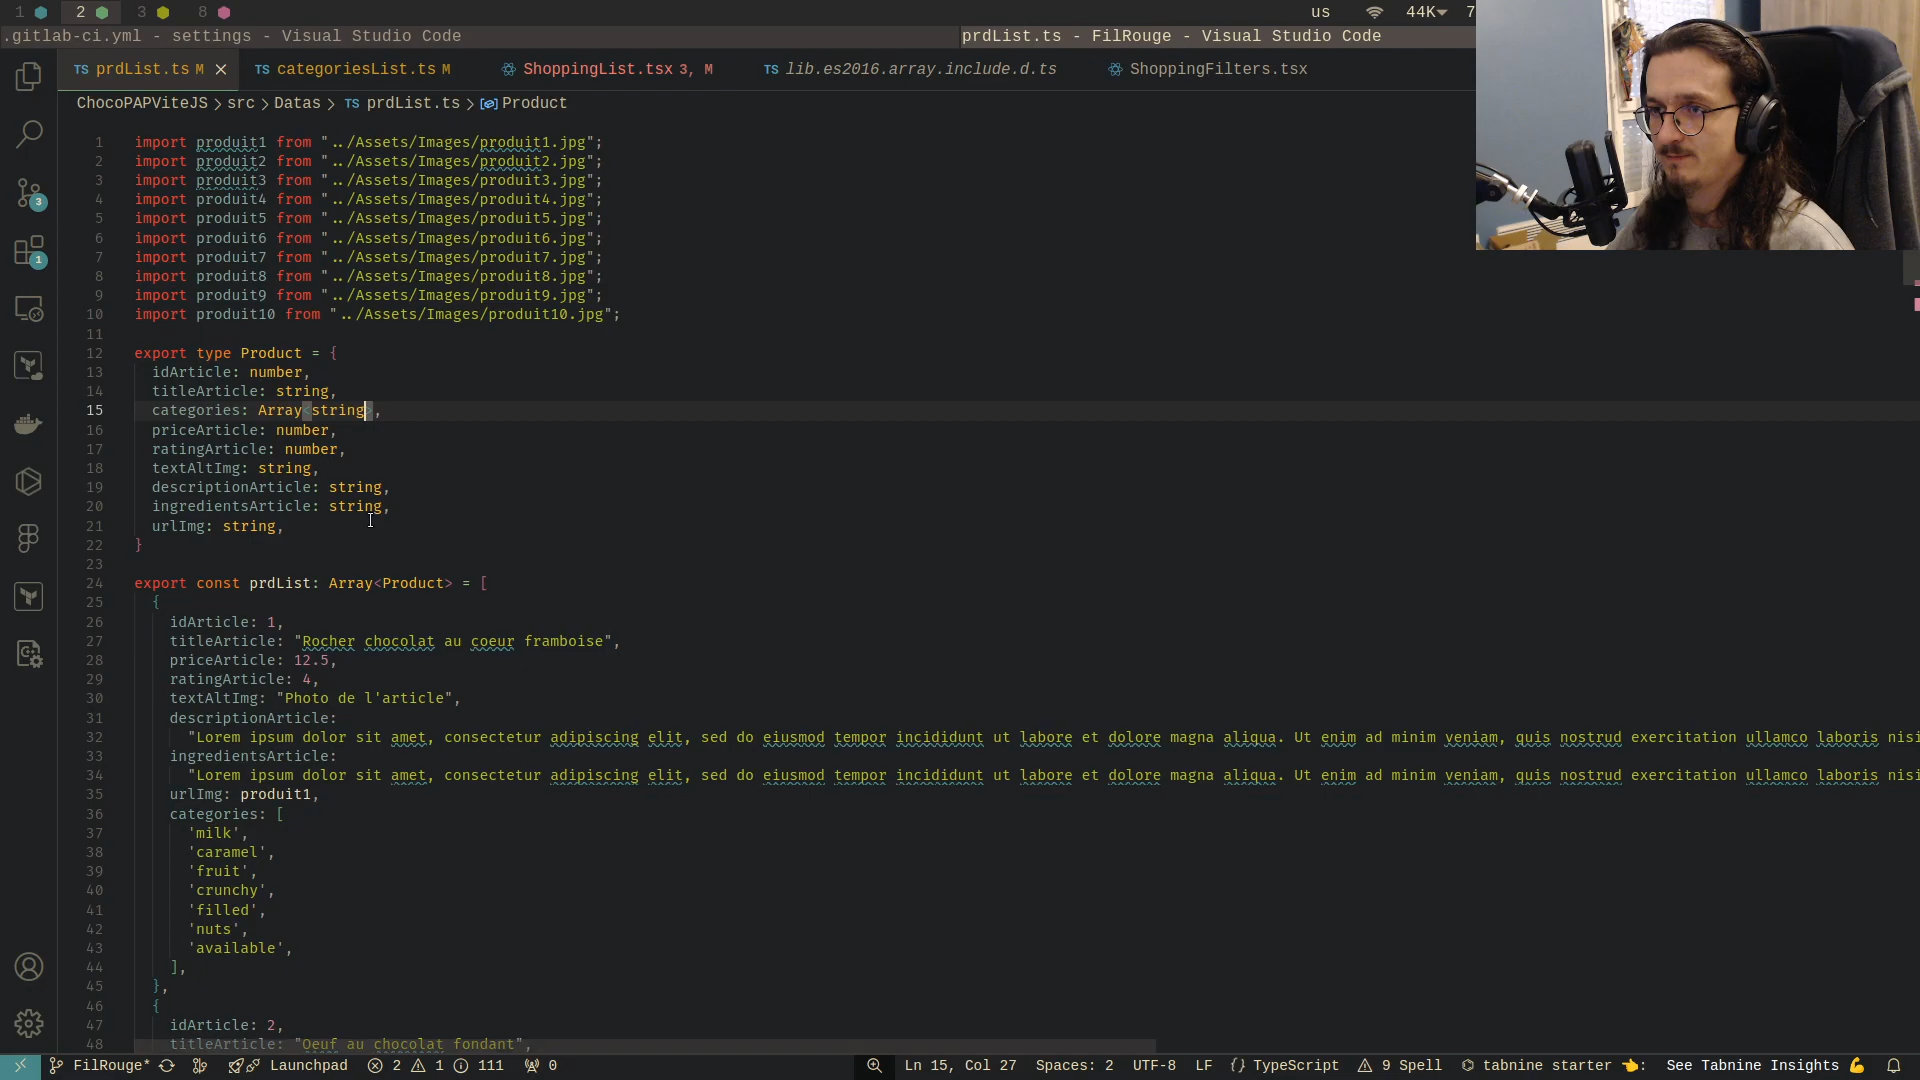 1 2 3 8 us 44K 7
.gitlab-ci.yml - settings - Visual Studio Code
prdList.ts - FilRouge - Visual Studio Code
TS prdList.ts M TS categoriesList.ts M ShoppingList.tsx 3, M TS lib.es2016.array.include.d.ts ShoppingFilters.tsx
ChocoPAPViteJS > src > Datas > TS prdList.ts > Product
1 import produit1 from "../Assets/Images/produit1.jpg";
2 import produit2 from "../Assets/Images/produit2.jpg";
3 import produit3 from "../Assets/Images/produit3.jpg";
4 import produit4 from "../Assets/Images/produit4.jpg";
5 import produit5 from "../Assets/Images/produit5.jpg";
6 import produit6 from "../Assets/Images/produit6.jpg";
7 import produit7 from "../Assets/Images/produit7.jpg";
8 import produit8 from "../Assets/Images/produit8.jpg";
9 import produit9 from "../Assets/Images/produit9.jpg";
10 import produit10 from "../Assets/Images/produit10.jpg";
11
12 export type Product = {
13 idArticle: number,
14 titleArticle: string,
15 categories: Array<string>,
16 priceArticle: number,
17 ratingArticle: number,
18 textAltImg: string,
19 descriptionArticle: string,
20 ingredientsArticle: string,
21 urlImg: string,
22 }
23
24 export const prdList: Array<Product> = [
25 {
26 idArticle: 1,
27 titleArticle: "Rocher chocolat au coeur framboise",
28 priceArticle: 12.5,
29 ratingArticle: 4,
30 textAltImg: "Photo de l'article",
31 descriptionArticle:
32 "Lorem ipsum dolor sit amet, consectetur adipiscing elit, sed do eiusmod tempor incididunt ut labore et dolore magna aliqua. Ut enim ad minim veniam, quis nostrud exercitation ullamco laboris nisi
33 ingredientsArticle:
34 "Lorem ipsum dolor sit amet, consectetur adipiscing elit, sed do eiusmod tempor incididunt ut labore et dolore magna aliqua. Ut enim ad minim veniam, quis nostrud exercitation ullamco laboris nisi
35 urlImg: produit1,
36 categories: [
37 'milk',
38 'caramel',
39 'fruit',
40 'crunchy',
41 'filled',
42 'nuts',
43 'available',
44 ],
45 },
46 {
47 idArticle: 2,
48 titleArticle: "Oeuf au chocolat fondant",
3
1
FilRouge* Launchpad 2 1 111 0 Ln 15, Col 27 Spaces: 2 UTF-8 LF {} TypeScript 9 Spell tabnine starter 👈: See Tabnine Insights 💪